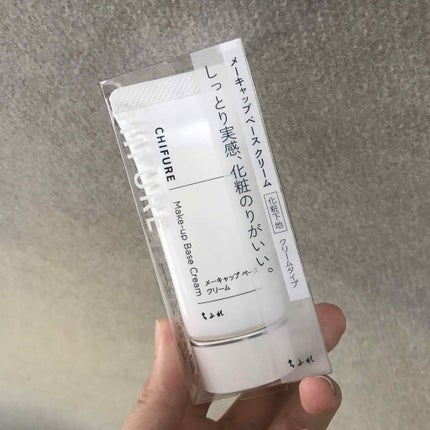 メーキャップ ベース クリーム
化粧下地
クリームタイプ
しっとり実感、化粧のりがいい。
CHIFURE
Make-up Base Cream
メーキャップ ベース
クリーム
ちふれ
ちふれ